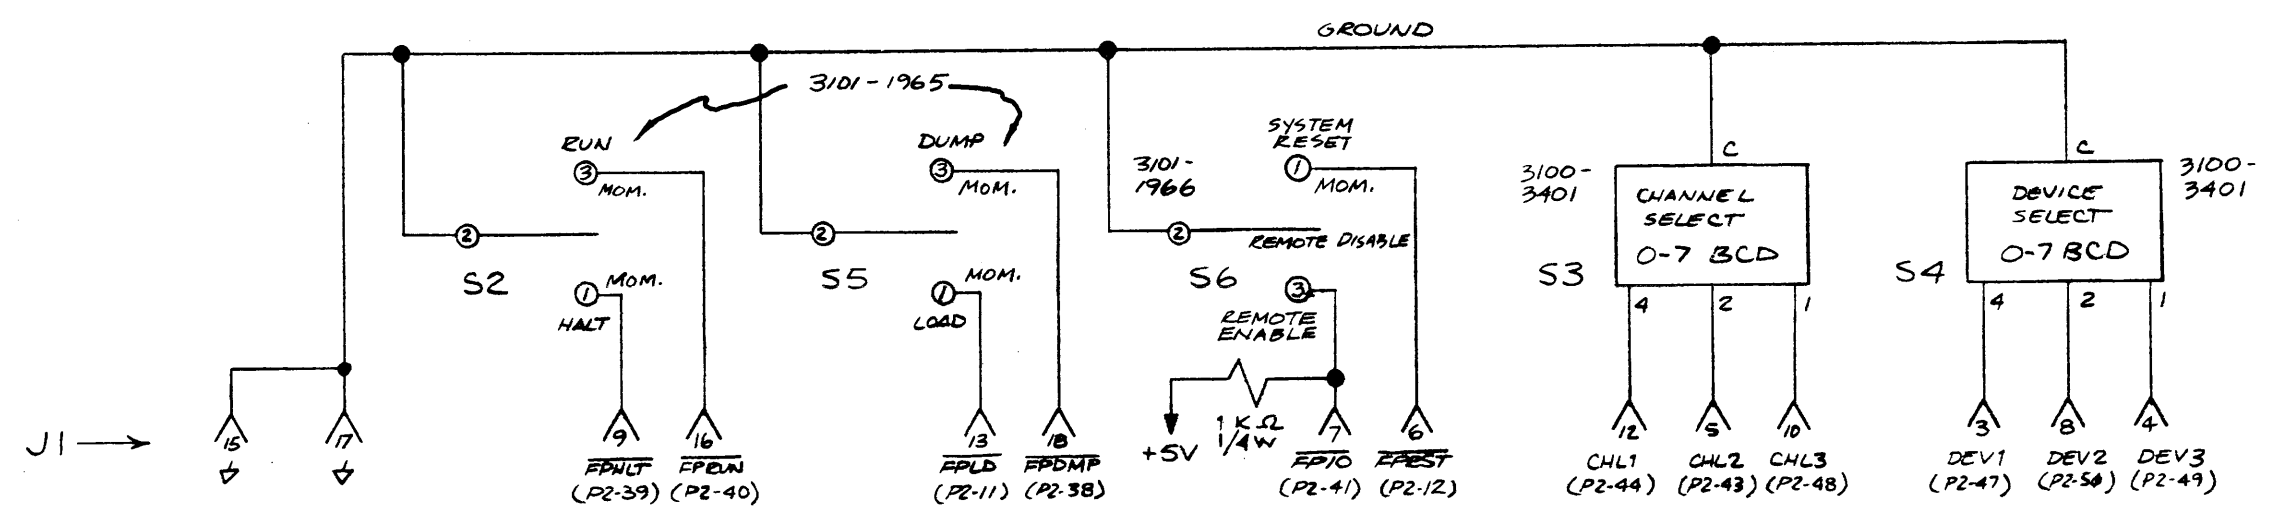 GROUND
3101-1965
RUN
3
MOM.
2
S2
1
MOM.
HALT
DUMP
3
MOM.
2
S5
1
MOM.
LOAD
3101-
1966
SYSTEM
RESET
1
MOM.
2
REMOTE DISABLE
S6
3
REMOTE
ENABLE
+5V
1 K Ω
1/4 W
C
3100-
3401
CHANNEL
SELECT
0-7 BCD
S3
4 2 1
C
3100-
3401
DEVICE
SELECT
0-7 BCD
S4
4 2 1
J1
15 17 9 16 13 18 7 6 12 5 10 3 8 4
FPHLT FPRUN FPLD FPDMP FPIO FPRST CHL1 CHL2 CHL3 DEV1 DEV2 DEV3
(P2-39) (P2-40) (P2-11) (P2-38) (P2-41) (P2-12) (P2-44) (P2-43) (P2-48) (P2-47) (P2-50) (P2-49)